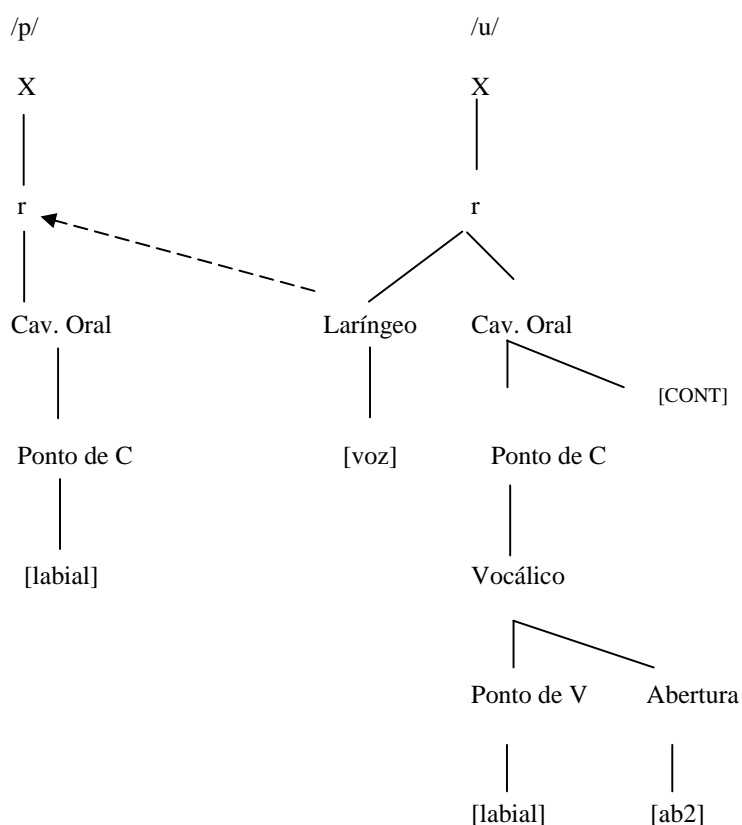 /p/ /u/
X X
r r
Cav. Oral Laríngeo Cav. Oral
[CONT]
Ponto de C [voz] Ponto de C
[labial] Vocálico
Ponto de V Abertura
[labial] [ab2]